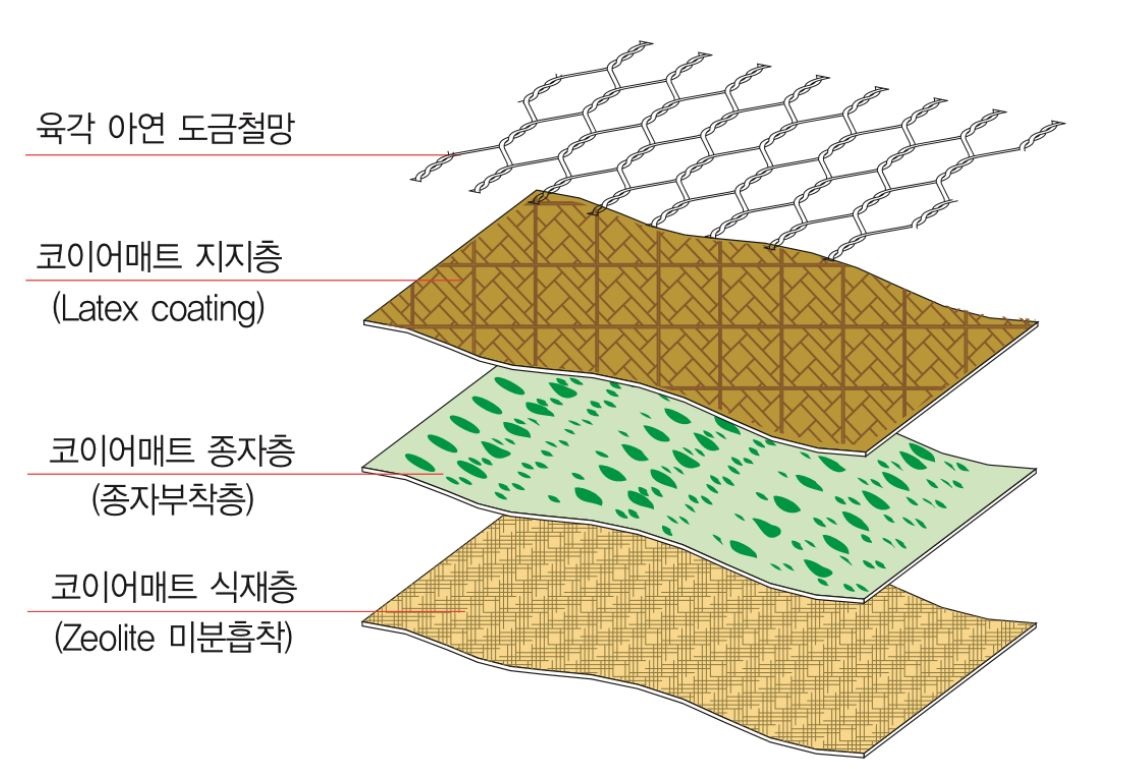 육각 아연 도금철망
코이어매트 지지층
(Latex coating)
코이어매트 종자층
(종자부착층)
코이어매트 식재층
(Zeolite 미분흡착)